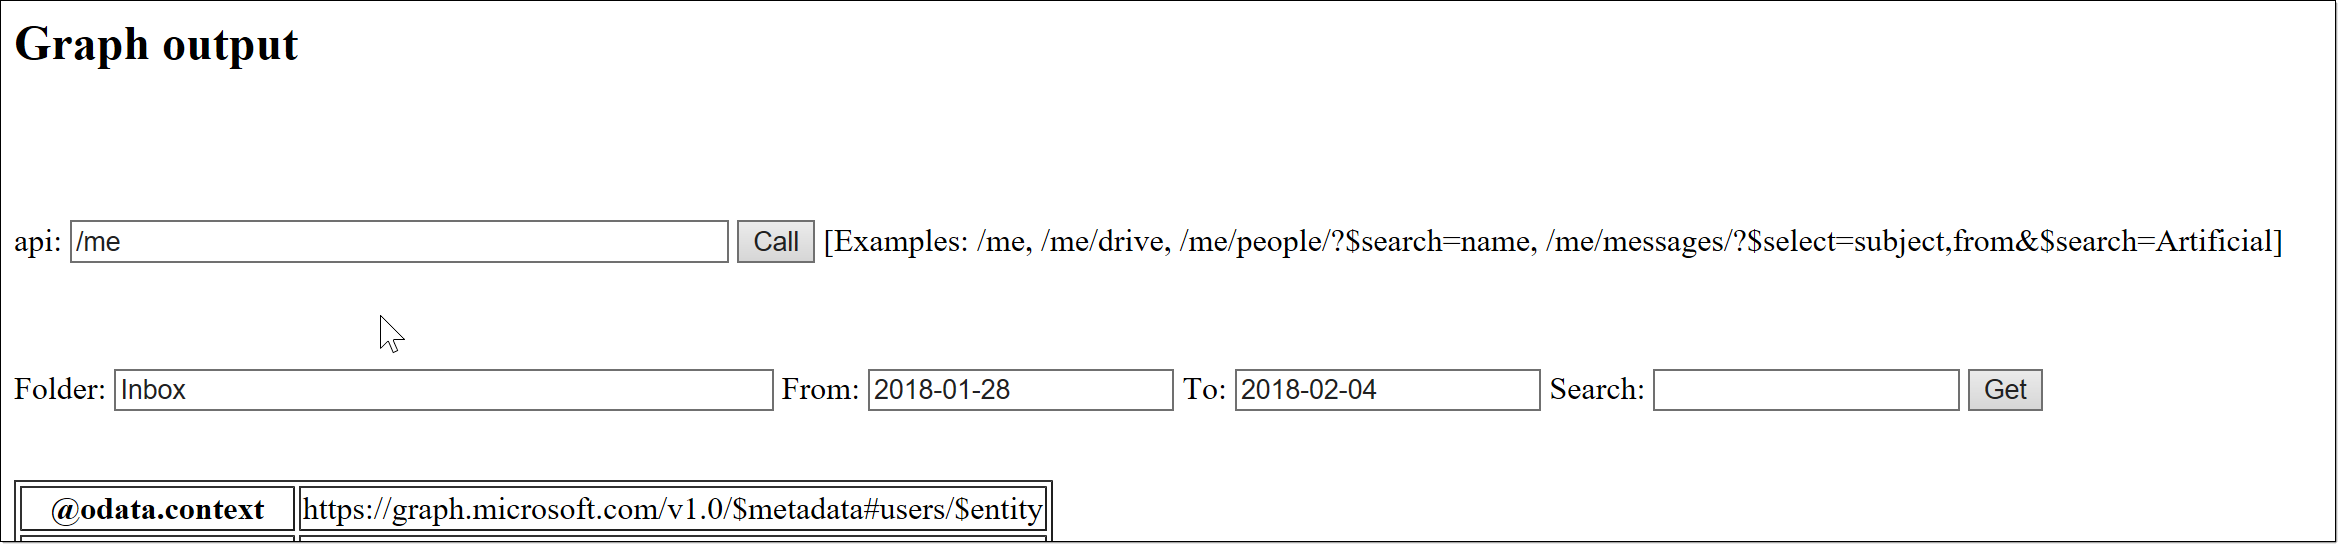 Graph output
api: /me Call [Examples: /me, /me/drive, /me/people/?$search=name, /me/messages/?$select=subject,from&$search=Artificial]
Folder: Inbox From: 2018-01-28 To: 2018-02-04 Search: Get
@odata.context https://graph.microsoft.com/v1.0/$metadata#users/$entity